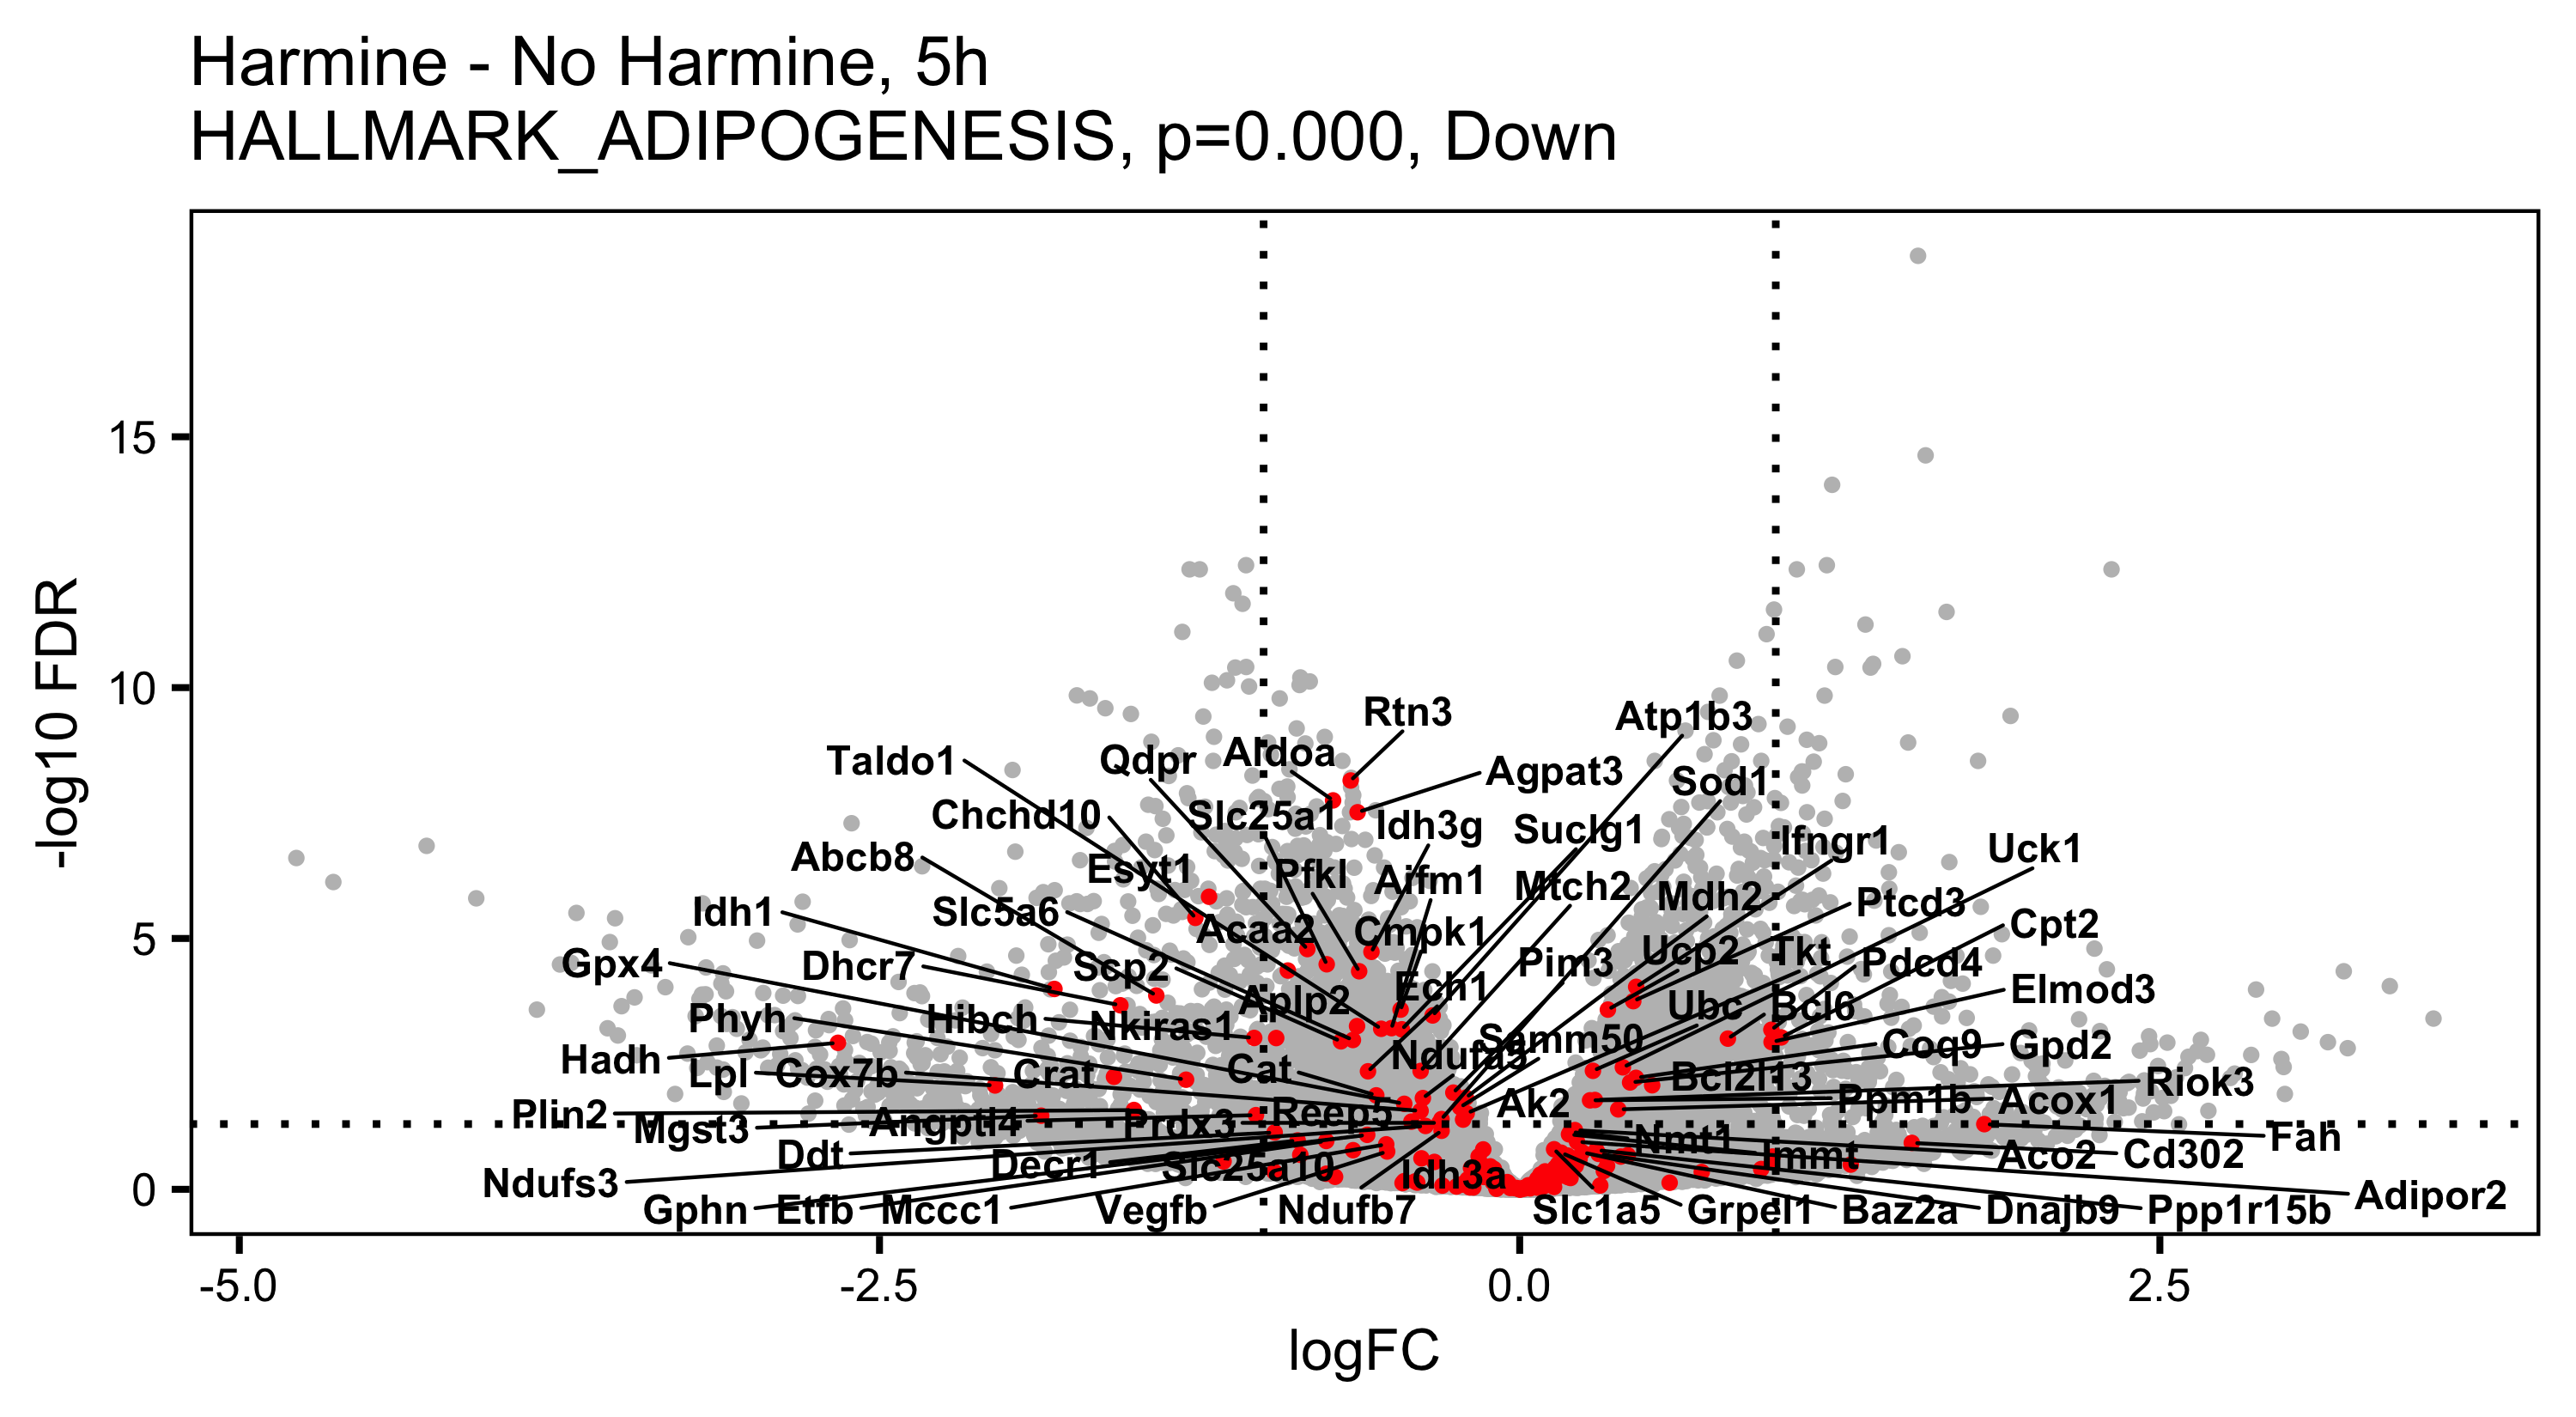 Harmine - No Harmine, 5h
HALLMARK_ADIPOGENESIS, p=0.000, Down
-log10 FDR
15
10
5
0
Rtn3
Atp1b3
Taldo1
Qdpr
Aldoa
Agpat3
Sod1
Chchd10
Slc25a1
Idh3g
Suclg1
Ifngr1
Uck1
Abcb8
Esyt1
Pfkl
Aifm1
Mtch2
Mdh2
Ptcd3
Idh1
Slc5a6
Acaa2
Cmpk1
Cpt2
Gpx4
Dhcr7
Scp2
Pim3
Ucp2
Tkt
Pdcd4
Aplp2
Ech1
Ubc
Bcl6
Elmod3
Phyh
Hibch
Nkiras1
Samm50
Coq9
Gpd2
Hadh
Lpl
Cox7b
Crat
Cat
Ndufa5
Bcl2l13
Riok3
Plin2
Mgst3
Angptl4
Prdx3
Reep5
Ak2
Ppm1b
Acox1
Ddt
Decr1
Slc25a10
Idh3a
Nmt1
Immt
Aco2
Cd302
Fah
Ndufs3
Gphn
Etfb
Mccc1
Vegfb
Ndufb7
Slc1a5
Grpel1
Baz2a
Dnajb9
Ppp1r15b
Adipor2
-5.0
-2.5
0.0
2.5
logFC